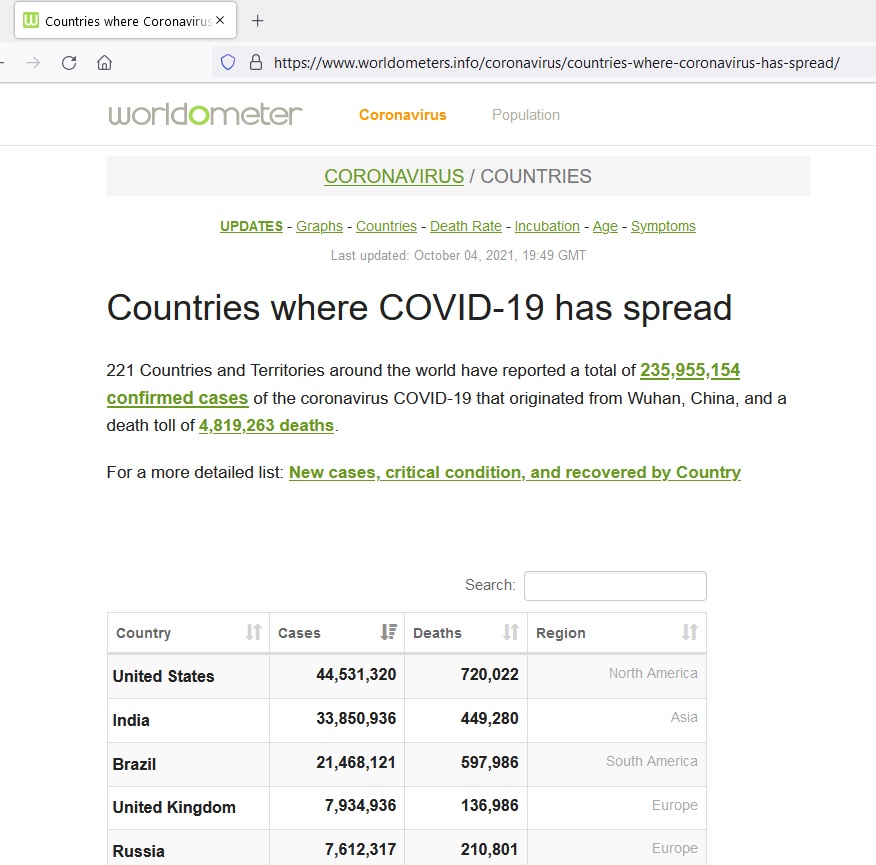 Countries where Coronavirus
https://www.worldometers.info/coronavirus/countries-where-coronavirus-has-spread/
worldometer Coronavirus Population
CORONAVIRUS / COUNTRIES
UPDATES - Graphs - Countries - Death Rate - Incubation - Age - Symptoms
Last updated: October 04, 2021, 19:49 GMT
Countries where COVID-19 has spread
221 Countries and Territories around the world have reported a total of 235,955,154
confirmed cases of the coronavirus COVID-19 that originated from Wuhan, China, and a
death toll of 4,819,263 deaths.
For a more detailed list: New cases, critical condition, and recovered by Country
Search:
Country Cases Deaths Region
United States 44,531,320 720,022 North America
India 33,850,936 449,280 Asia
Brazil 21,468,121 597,986 South America
United Kingdom 7,934,936 136,986 Europe
Russia 7,612,317 210,801 Europe